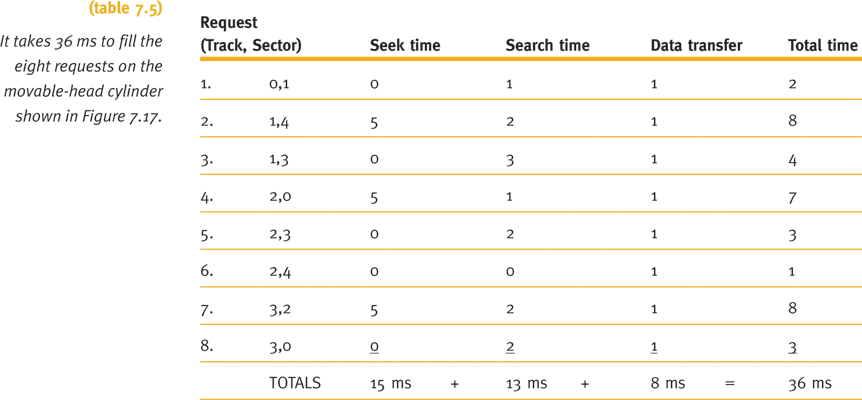 (table 7.5)
It takes 36 ms to fill the
eight requests on the
movable-head cylinder
shown in Figure 7.17.
Request
(Track, Sector) Seek time Search time Data transfer Total time
1. 0,1 0 1 1 2
2. 1,4 5 2 1 8
3. 1,3 0 3 1 4
4. 2,0 5 1 1 7
5. 2,3 0 2 1 3
6. 2,4 0 0 1 1
7. 3,2 5 2 1 8
8. 3,0 0 2 1 3
TOTALS 15 ms + 13 ms + 8 ms = 36 ms